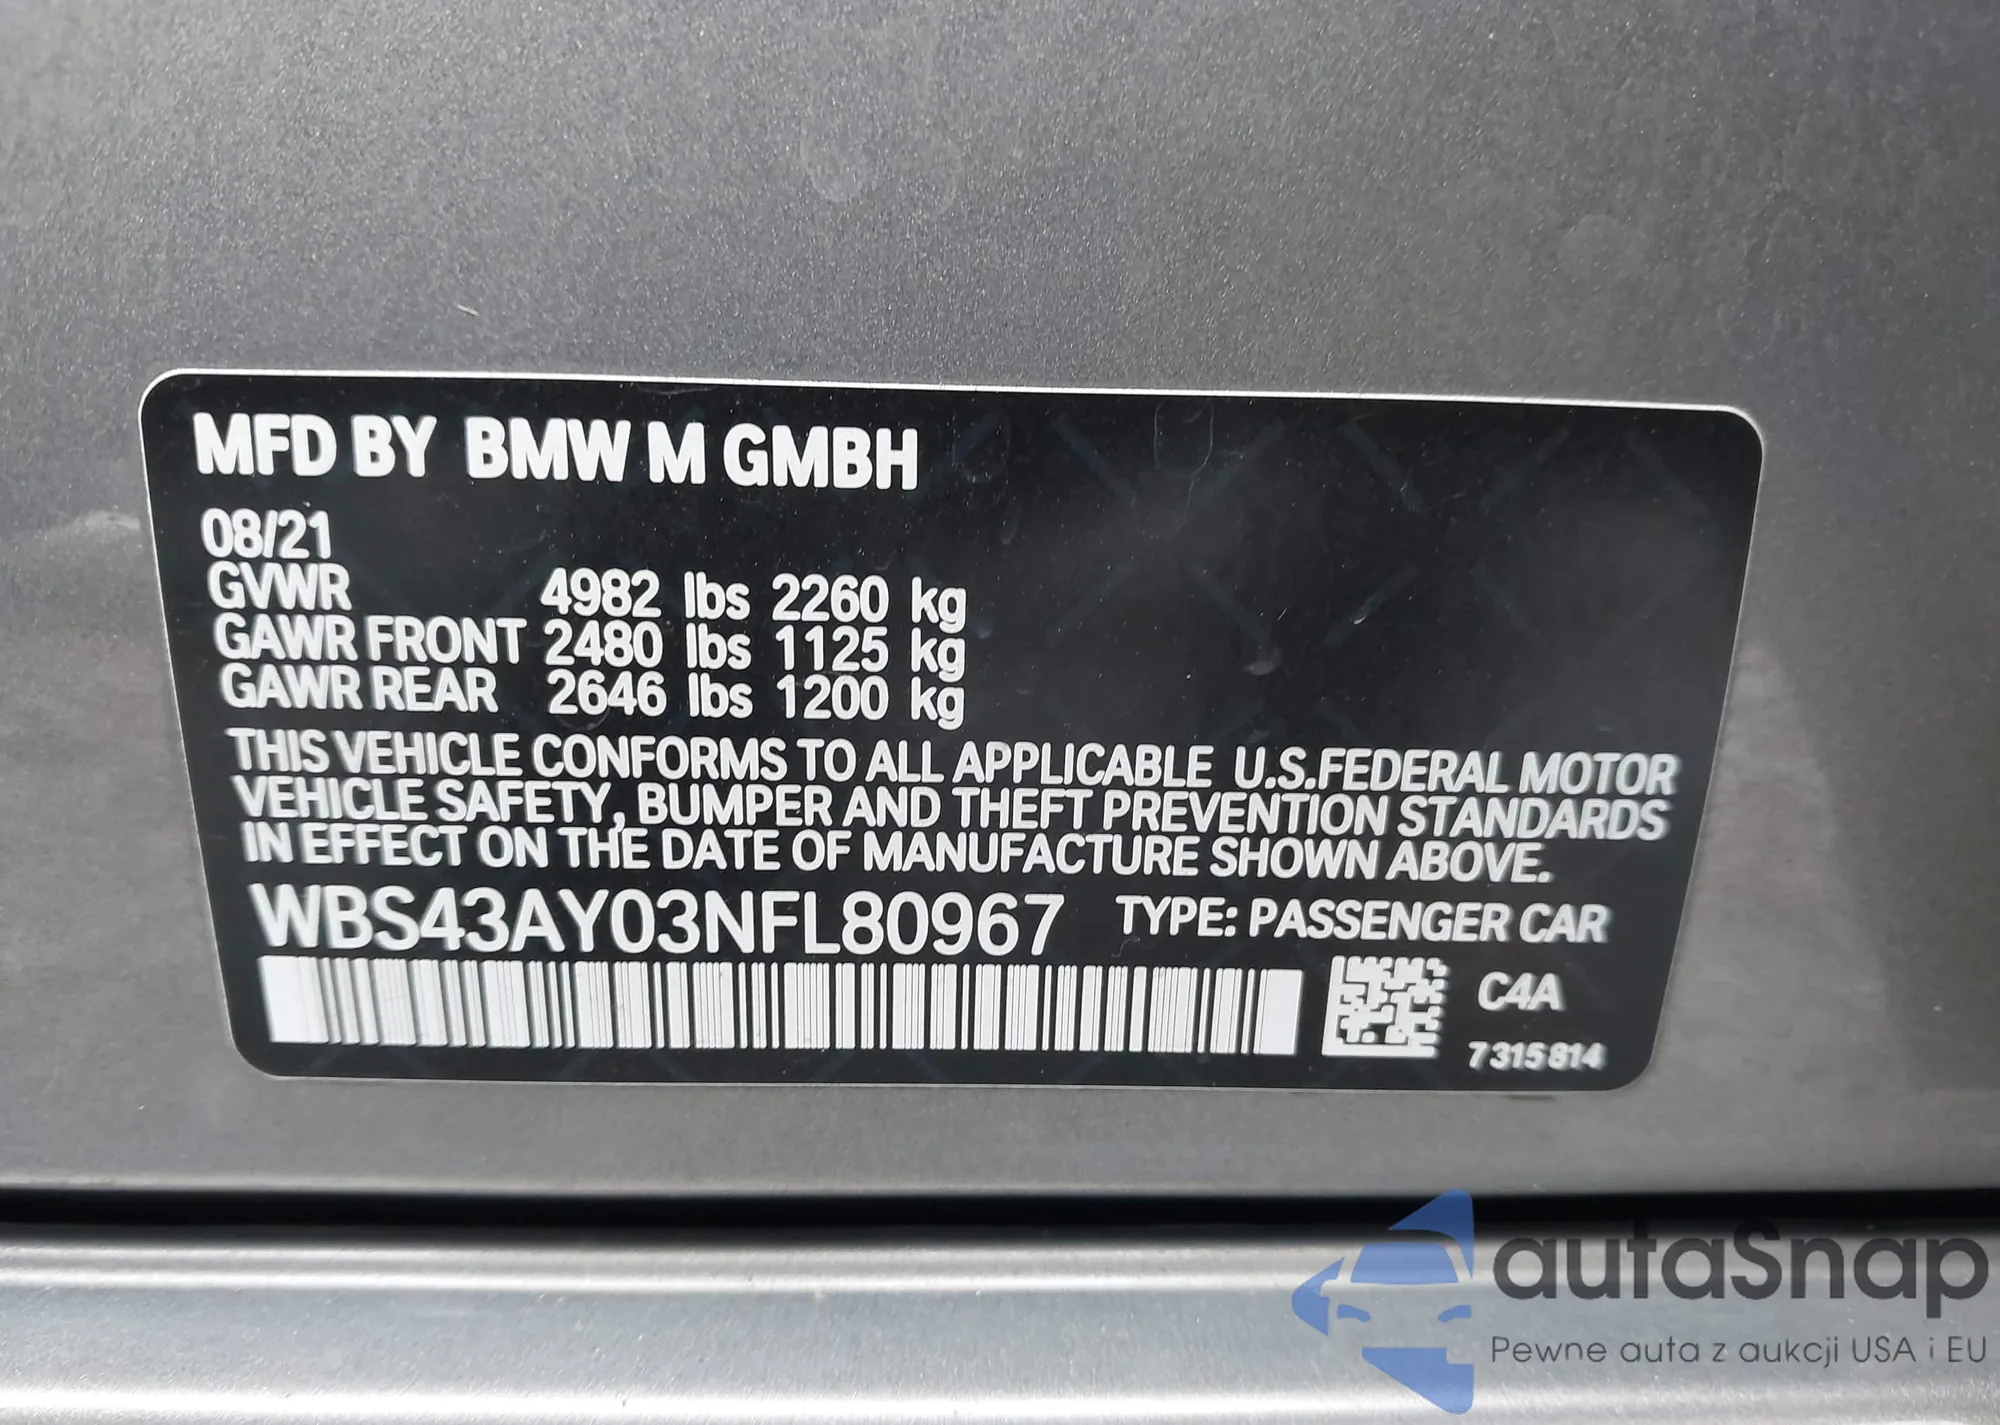 MFD BY BMW M GMBH
08/21
GVWR 4982 lbs 2260 kg
GAWR FRONT 2480 lbs 1125 kg
GAWR REAR 2646 lbs 1200 kg
THIS VEHICLE CONFORMS TO ALL APPLICABLE U.S.FEDERAL MOTOR
VEHICLE SAFETY, BUMPER AND THEFT PREVENTION STANDARDS
IN EFFECT ON THE DATE OF MANUFACTURE SHOWN ABOVE.
WBS43AY03NFL80967 TYPE: PASSENGER CAR
C4A
7315814
autaSnap
Pewne auta z aukcji USA i EU